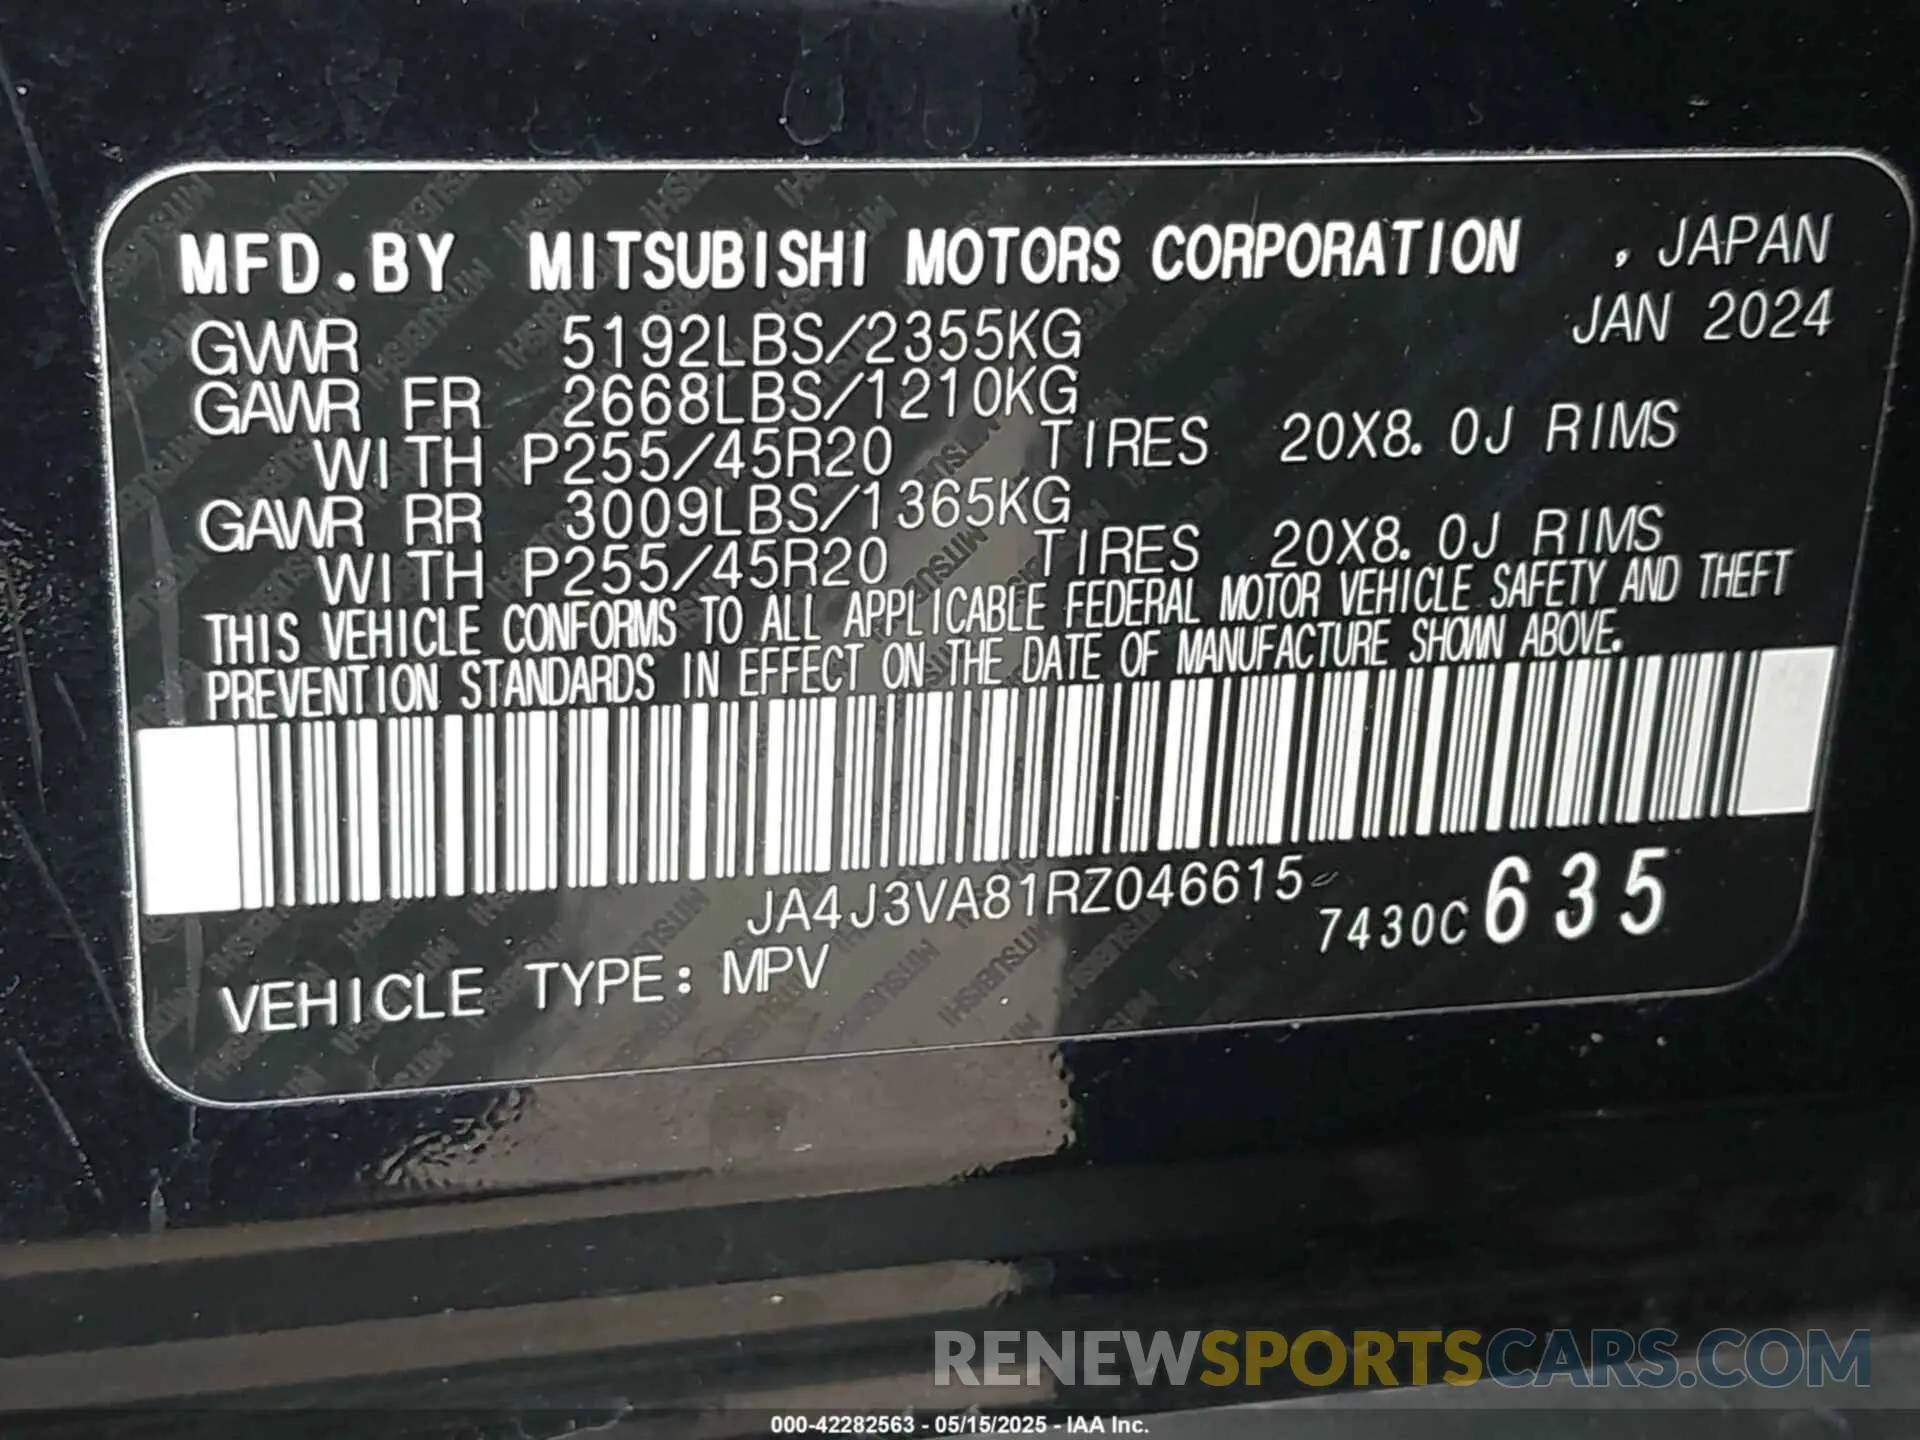 MFD.BY MITSUBISHI MOTORS CORPORATION , JAPAN
JAN 2024
GVWR 5192LBS/2355KG
GAWR FR 2668LBS/1210KG
WITH P255/45R20 TIRES 20X8.0J RIMS
GAWR RR 3009LBS/1365KG
WITH P255/45R20 TIRES 20X8.0J RIMS
THIS VEHICLE CONFORMS TO ALL APPLICABLE FEDERAL MOTOR VEHICLE SAFETY AND THEFT
PREVENTION STANDARDS IN EFFECT ON THE DATE OF MANUFACTURE SHOWN ABOVE.
JA4J3VA81RZ046615
7430C 635
VEHICLE TYPE: MPV
RENEWSPORTSCARS.COM
000-42282563 - 05/15/2025 - IAA Inc.